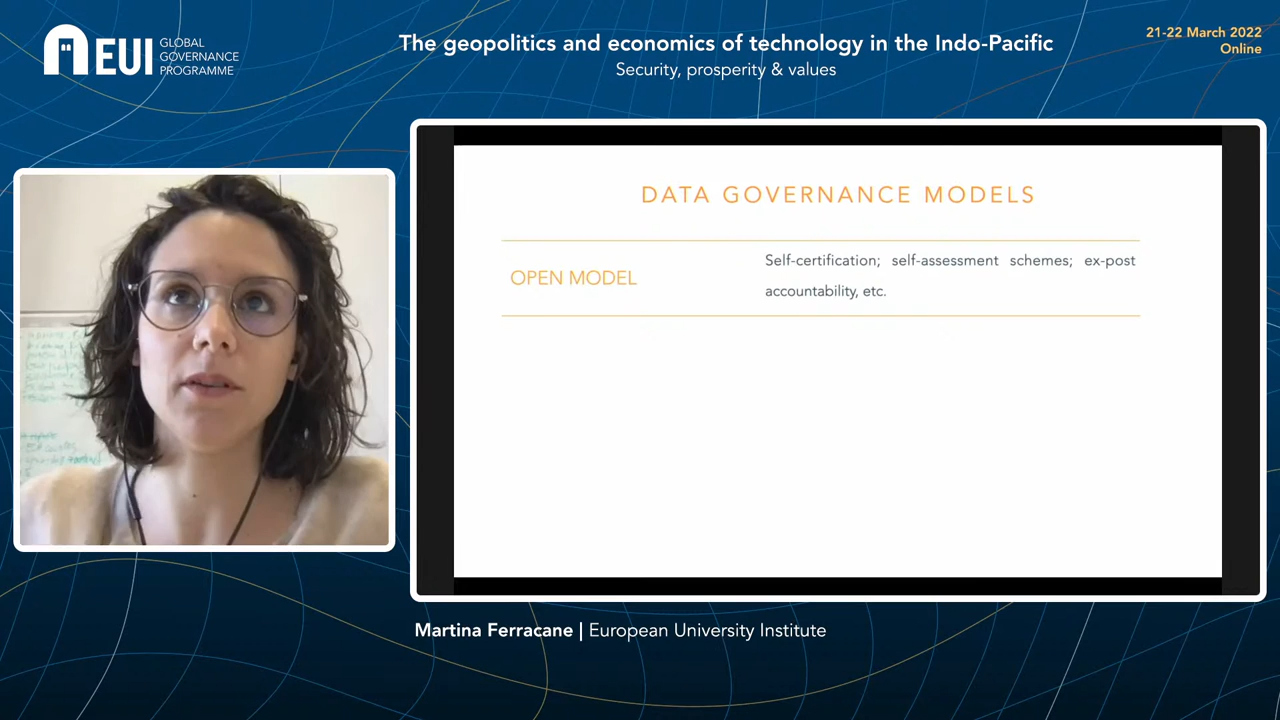 EUI
GLOBAL
GOVERNANCE
PROGRAMME
The geopolitics and economics of technology in the Indo-Pacific
Security, prosperity & values
21-22 March 2022
Online
DATA GOVERNANCE MODELS
OPEN MODEL
Self-certification; self-assessment schemes; ex-post
accountability, etc.
Martina Ferracane | European University Institute